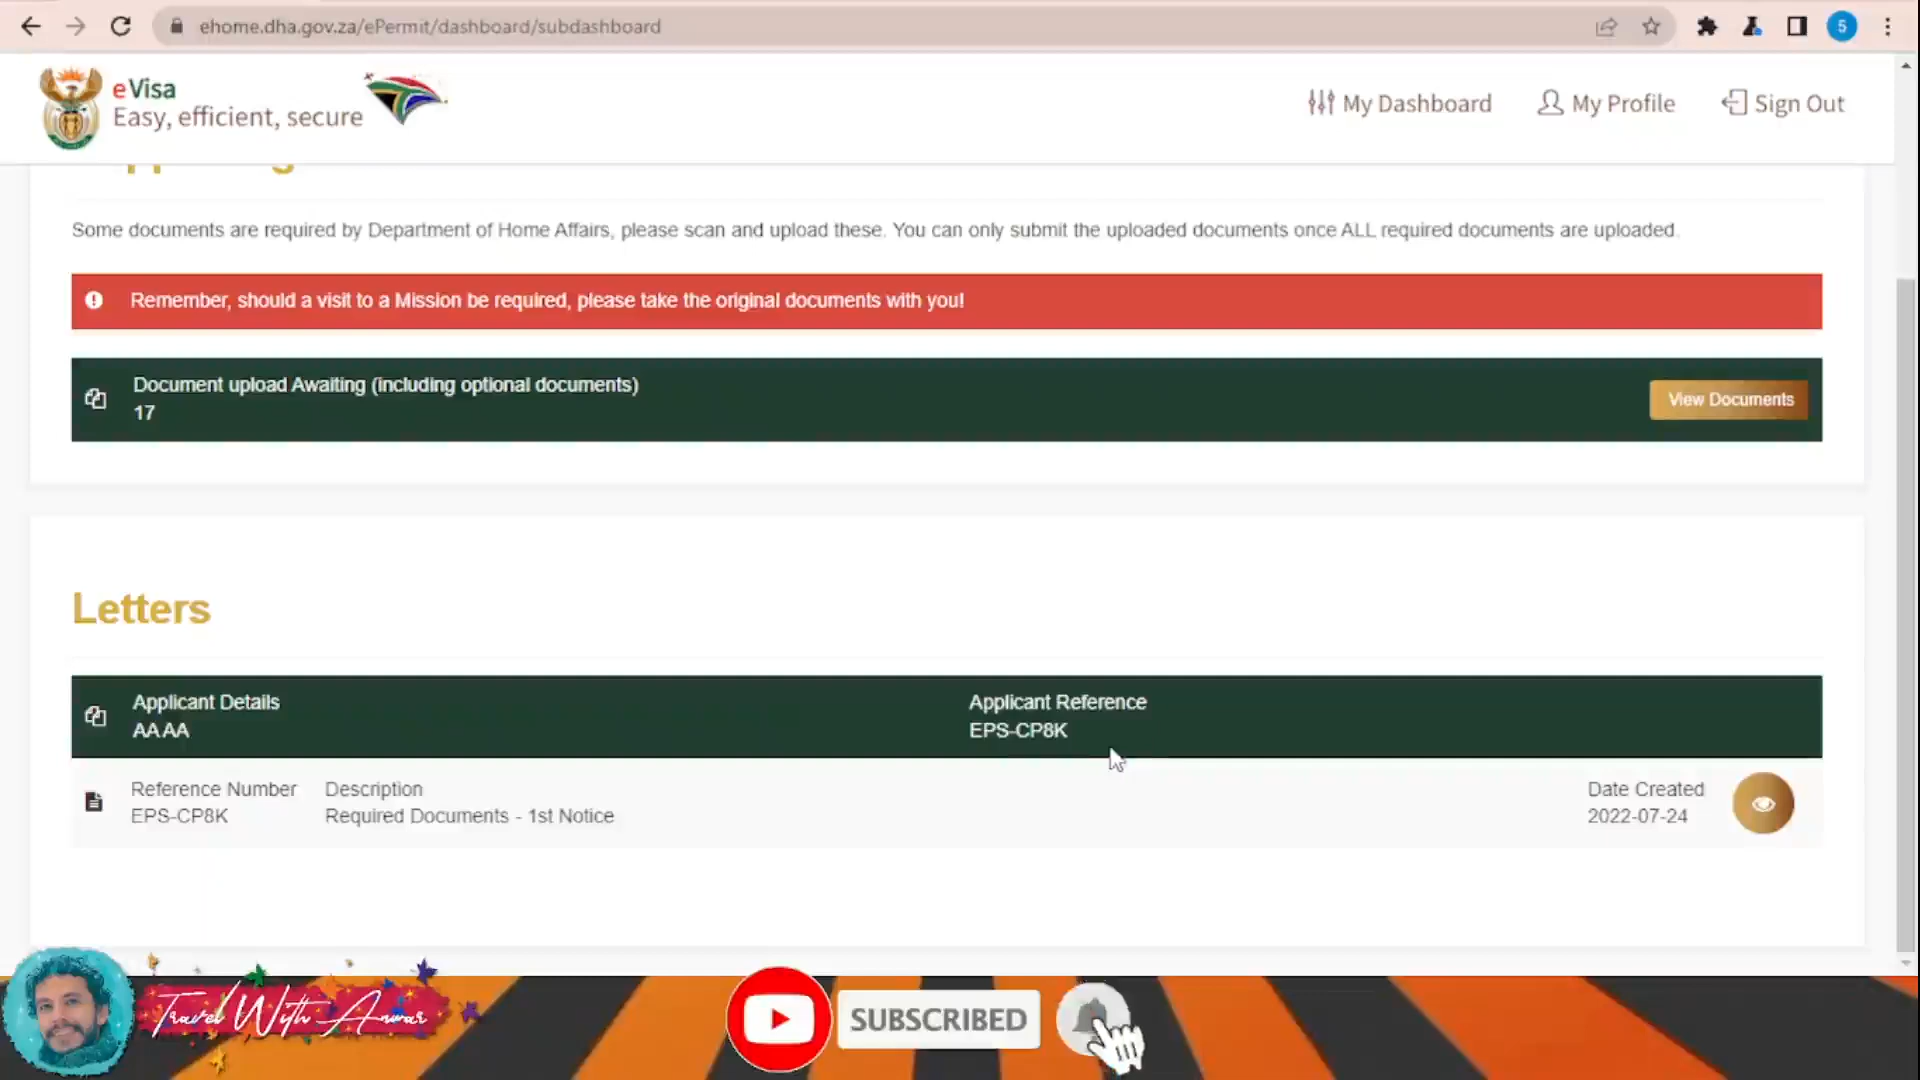 ehome.dha.gov.za/ePermit/dashboard/subdashboard
5
eVisa
Easy, efficient, secure
My Dashboard
My Profile
Sign Out
Some documents are required by Department of Home Affairs, please scan and upload these. You can only submit the uploaded documents once ALL required documents are uploaded.
Remember, should a visit to a Mission be required, please take the original documents with you!
Document upload Awaiting (including optional documents)
17
View Documents
Letters
Applicant Details
AA AA
Applicant Reference
EPS-CP8K
Reference Number
EPS-CP8K
Description
Required Documents - 1st Notice
Date Created
2022-07-24
Travel With Anwar
SUBSCRIBED